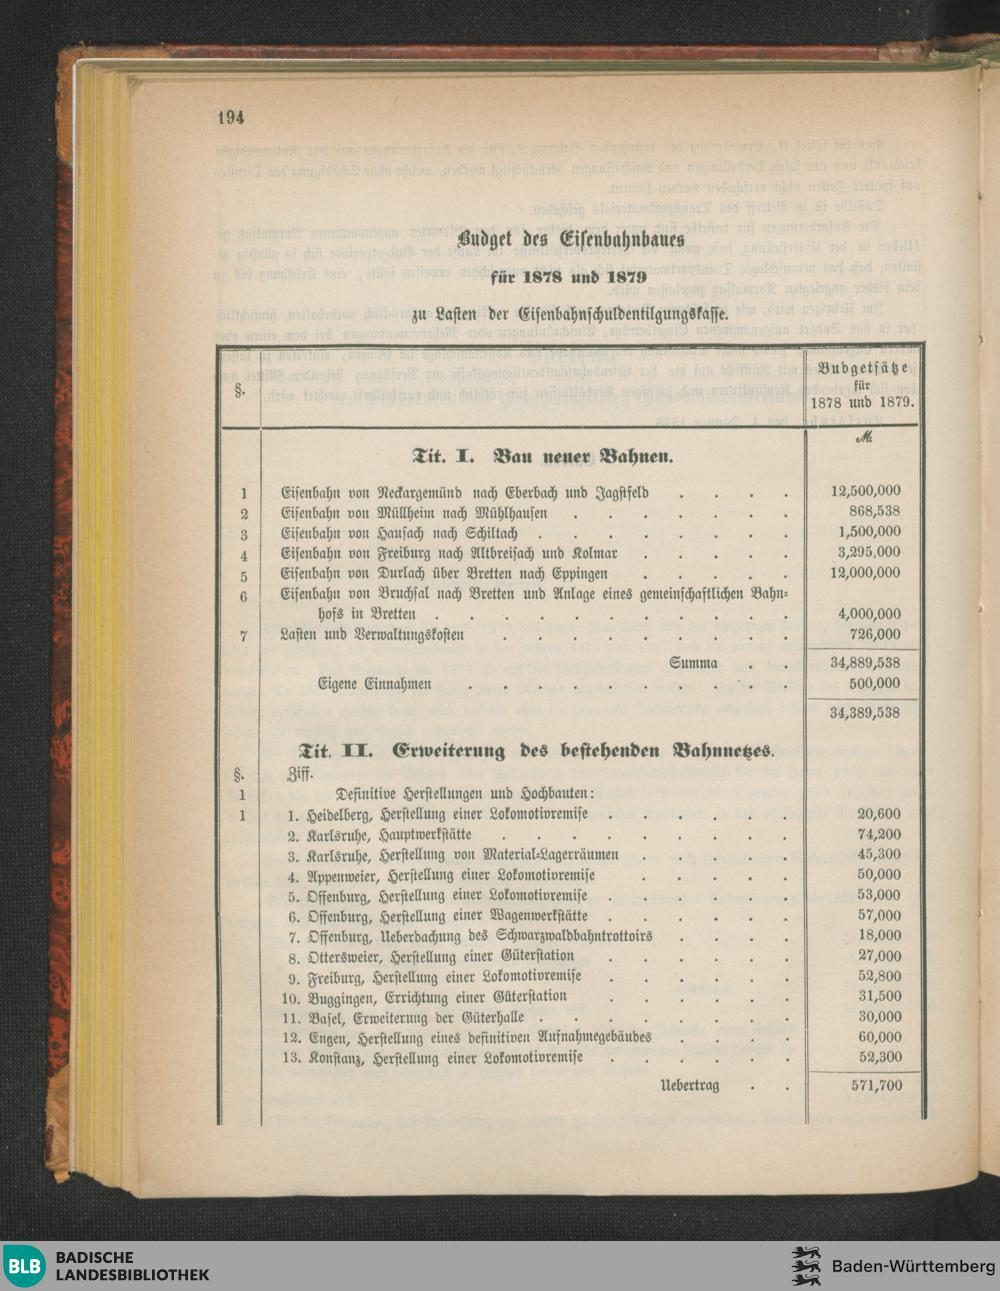 194
Budget des Eisenbahnbaues
für 1878 und 1879
zu Lasten der Eisenbahnschuldentilgungskasse.
§.
Budgetsätze
für
1878 und 1879.
M.
Tit. I. Bau neuer Bahnen.
1 Eisenbahn von Neckargemünd nach Eberbach und Jagstfeld . . . . 12,500,000
2 Eisenbahn von Müllheim nach Mühlhausen . . . . . . . 868,538
3 Eisenbahn von Hausach nach Schiltach . . . . . . . . 1,500,000
4 Eisenbahn von Freiburg nach Altbreisach und Kolmar . . . . . 3,295,000
5 Eisenbahn von Durlach über Bretten nach Eppingen . . . . . 12,000,000
6 Eisenbahn von Bruchsal nach Bretten und Anlage eines gemeinschaftlichen Bahn-
hofs in Bretten . . . . . . . . . . . 4,000,000
7 Lasten und Verwaltungskosten . . . . . . . . . 726,000
Summa . . 34,889,538
Eigene Einnahmen . . . . . . . . . . 500,000
34,389,538
Tit. II. Erweiterung des bestehenden Bahnnetzes.
§. Ziff.
1 Definitive Herstellungen und Hochbauten:
1 1. Heidelberg, Herstellung einer Lokomotivremise . . . . . . 20,600
2. Karlsruhe, Hauptwerkstätte . . . . . . . . . 74,200
3. Karlsruhe, Herstellung von Material-Lagerräumen . . . . . 45,300
4. Appenweier, Herstellung einer Lokomotivremise . . . . . 50,000
5. Offenburg, Herstellung einer Lokomotivremise . . . . . . 53,000
6. Offenburg, Herstellung einer Wagenwerkstätte . . . . . . 57,000
7. Offenburg, Ueberdachung des Schwarzwaldbahntrottoirs . . . . 18,000
8. Ottersweier, Herstellung einer Güterstation . . . . . . 27,000
9. Freiburg, Herstellung einer Lokomotivremise . . . . . . 52,800
10. Buggingen, Errichtung einer Güterstation . . . . . . 31,500
11. Basel, Erweiterung der Güterhalle . . . . . . . . 30,000
12. Engen, Herstellung eines definitiven Aufnahmegebäudes . . . . 60,000
13. Konstanz, Herstellung einer Lokomotivremise . . . . . . 52,300
Uebertrag . . 571,700
BLB
BADISCHE
LANDESBIBLIOTHEK
Baden-Württemberg